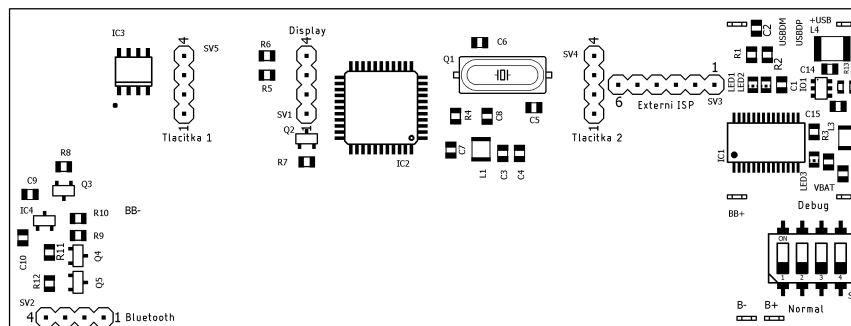 IC3
4
SV5
1
Tlacitka 1
R6
R5
Display
4
SV1
Q2
R7
IC2
Q1
C6
R4
C8
C5
C7
L1
C3
C4
SV4
4
1
Tlacitka 2
6
Externi ISP
1
SV3
C2
USBDM
USBDP
+USB
L4
R1
R2
LED1
LED2
C14
R13
C1
IO1
C15
R3
L3
IC1
LED3
VBAT
BB+
Debug
R8
C9
Q3
IC4
BB-
R10
R9
C10
R11
Q4
R12
Q5
SV2
4
1
Bluetooth
ON
1 2 3 4
S
B-
B+
Normal